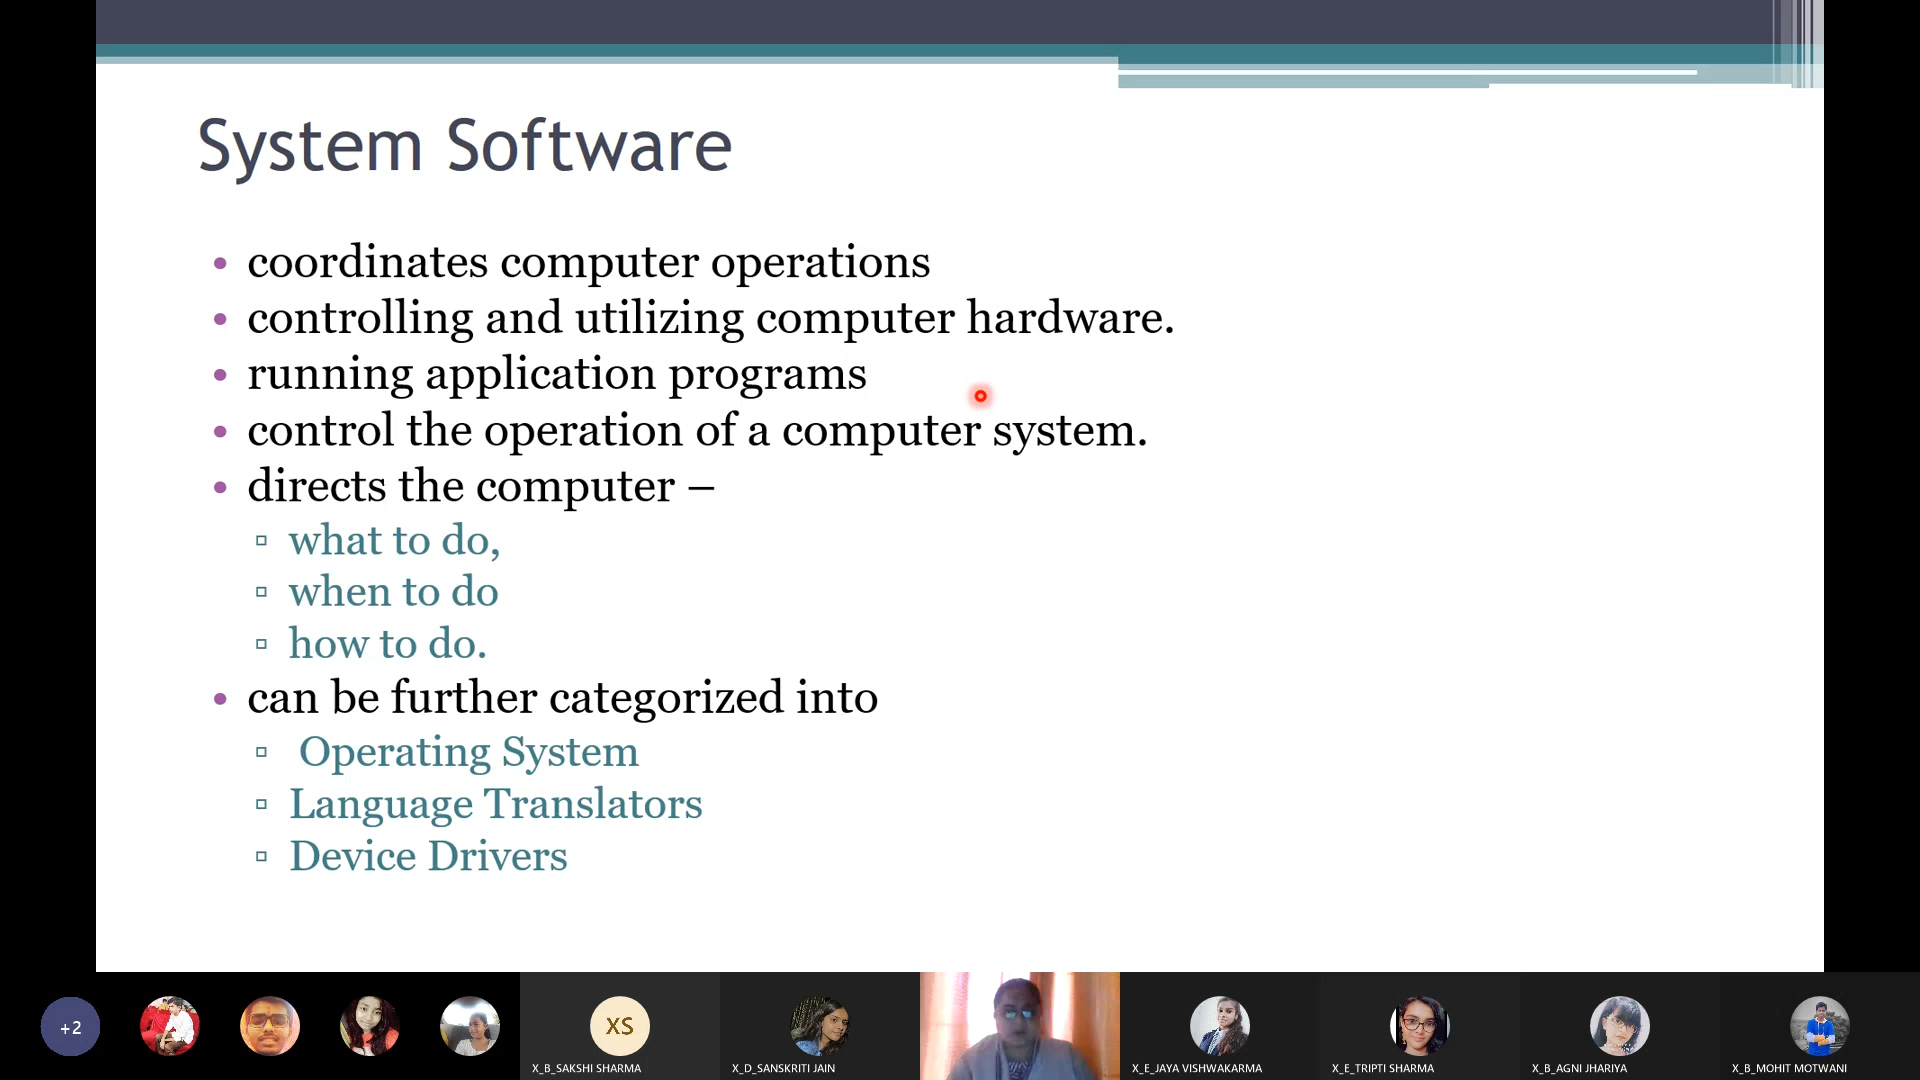 System Software
• coordinates computer operations
• controlling and utilizing computer hardware.
• running application programs
• control the operation of a computer system.
• directs the computer –
▫ what to do,
▫ when to do
▫ how to do.
• can be further categorized into
▫ Operating System
▫ Language Translators
▫ Device Drivers
+2
XS
X_B_SAKSHI SHARMA
X_D_SANSKRITI JAIN
X_E_JAYA VISHWAKARMA
X_E_TRIPTI SHARMA
X_B_AGNI JHARIYA
X_B_MOHIT MOTWANI